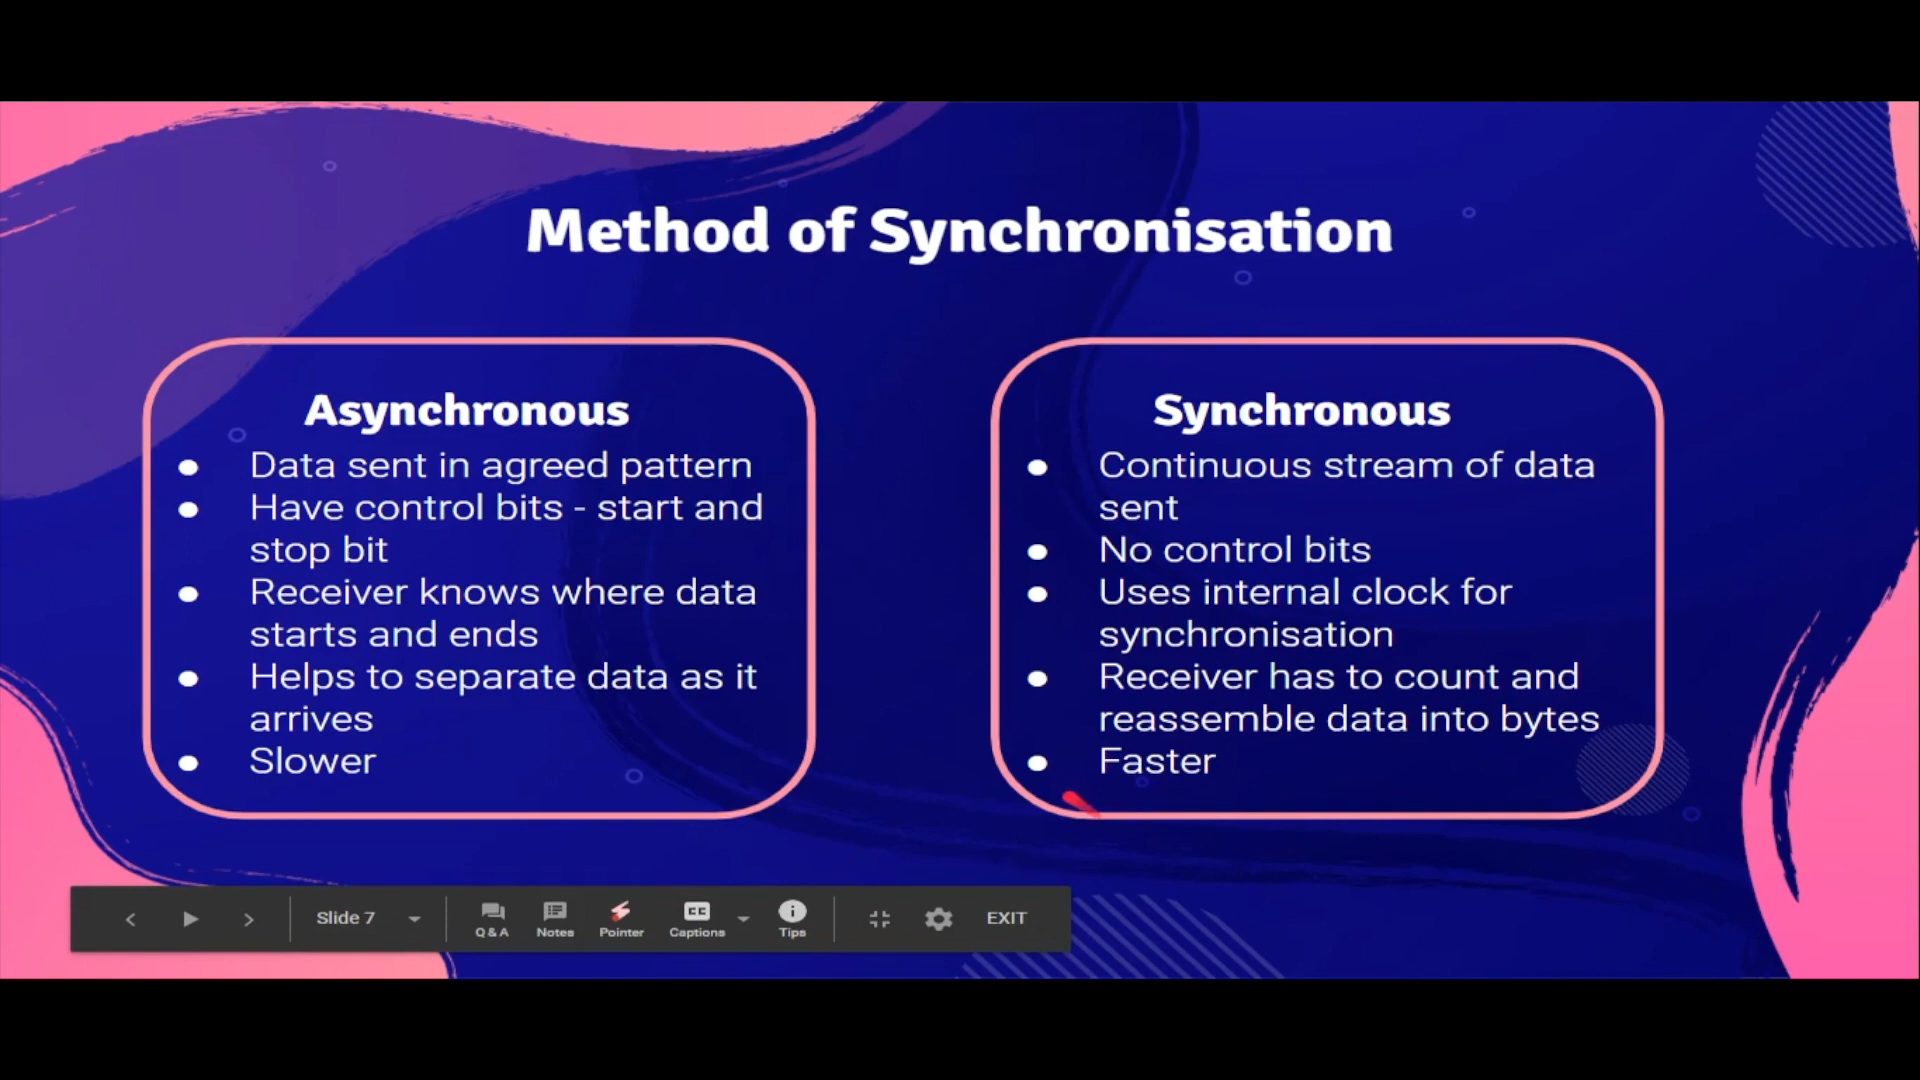 Method of Synchronisation
Asynchronous
● Data sent in agreed pattern
● Have control bits - start and
stop bit
● Receiver knows where data
starts and ends
● Helps to separate data as it
arrives
● Slower
Synchronous
● Continuous stream of data
sent
● No control bits
● Uses internal clock for
synchronisation
● Receiver has to count and
reassemble data into bytes
● Faster
Slide 7
Q & A
Notes
Pointer
CC
Captions
Tips
EXIT